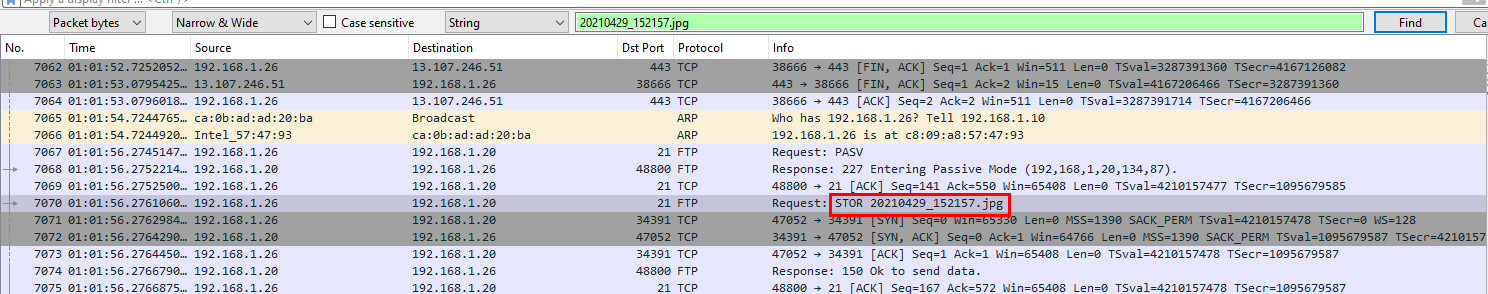 Apply a display filter ... <Ctrl-/>
Packet bytes Narrow & Wide Case sensitive String 20210429_152157.jpg Find Ca
No. Time Source Destination Dst Port Protocol Info
7062 01:01:52.7252052… 192.168.1.26 13.107.246.51 443 TCP 38666 → 443 [FIN, ACK] Seq=1 Ack=1 Win=511 Len=0 TSval=3287391360 TSecr=4167126082
7063 01:01:53.0795425… 13.107.246.51 192.168.1.26 38666 TCP 443 → 38666 [FIN, ACK] Seq=1 Ack=2 Win=15 Len=0 TSval=4167206466 TSecr=3287391360
7064 01:01:53.0796018… 192.168.1.26 13.107.246.51 443 TCP 38666 → 443 [ACK] Seq=2 Ack=2 Win=511 Len=0 TSval=3287391714 TSecr=4167206466
7065 01:01:54.7244765… ca:0b:ad:ad:20:ba Broadcast ARP Who has 192.168.1.26? Tell 192.168.1.10
7066 01:01:54.7244920… Intel_57:47:93 ca:0b:ad:ad:20:ba ARP 192.168.1.26 is at c8:09:a8:57:47:93
7067 01:01:56.2745147… 192.168.1.26 192.168.1.20 21 FTP Request: PASV
7068 01:01:56.2752214… 192.168.1.20 192.168.1.26 48800 FTP Response: 227 Entering Passive Mode (192,168,1,20,134,87).
7069 01:01:56.2752500… 192.168.1.26 192.168.1.20 21 TCP 48800 → 21 [ACK] Seq=141 Ack=550 Win=65408 Len=0 TSval=4210157477 TSecr=1095679585
7070 01:01:56.2761060… 192.168.1.26 192.168.1.20 21 FTP Request: STOR 20210429_152157.jpg
7071 01:01:56.2762984… 192.168.1.26 192.168.1.20 34391 TCP 47052 → 34391 [SYN] Seq=0 Win=65330 Len=0 MSS=1390 SACK_PERM TSval=4210157478 TSecr=0 WS=128
7072 01:01:56.2764290… 192.168.1.20 192.168.1.26 47052 TCP 34391 → 47052 [SYN, ACK] Seq=0 Ack=1 Win=64766 Len=0 MSS=1390 SACK_PERM TSval=1095679587 TSecr=4210157
7073 01:01:56.2764450… 192.168.1.26 192.168.1.20 34391 TCP 47052 → 34391 [ACK] Seq=1 Ack=1 Win=65408 Len=0 TSval=4210157478 TSecr=1095679587
7074 01:01:56.2766790… 192.168.1.20 192.168.1.26 48800 FTP Response: 150 Ok to send data.
7075 01:01:56.2766875… 192.168.1.26 192.168.1.20 21 TCP 48800 → 21 [ACK] Seq=167 Ack=572 Win=65408 Len=0 TSval=4210157478 TSecr=1095679587